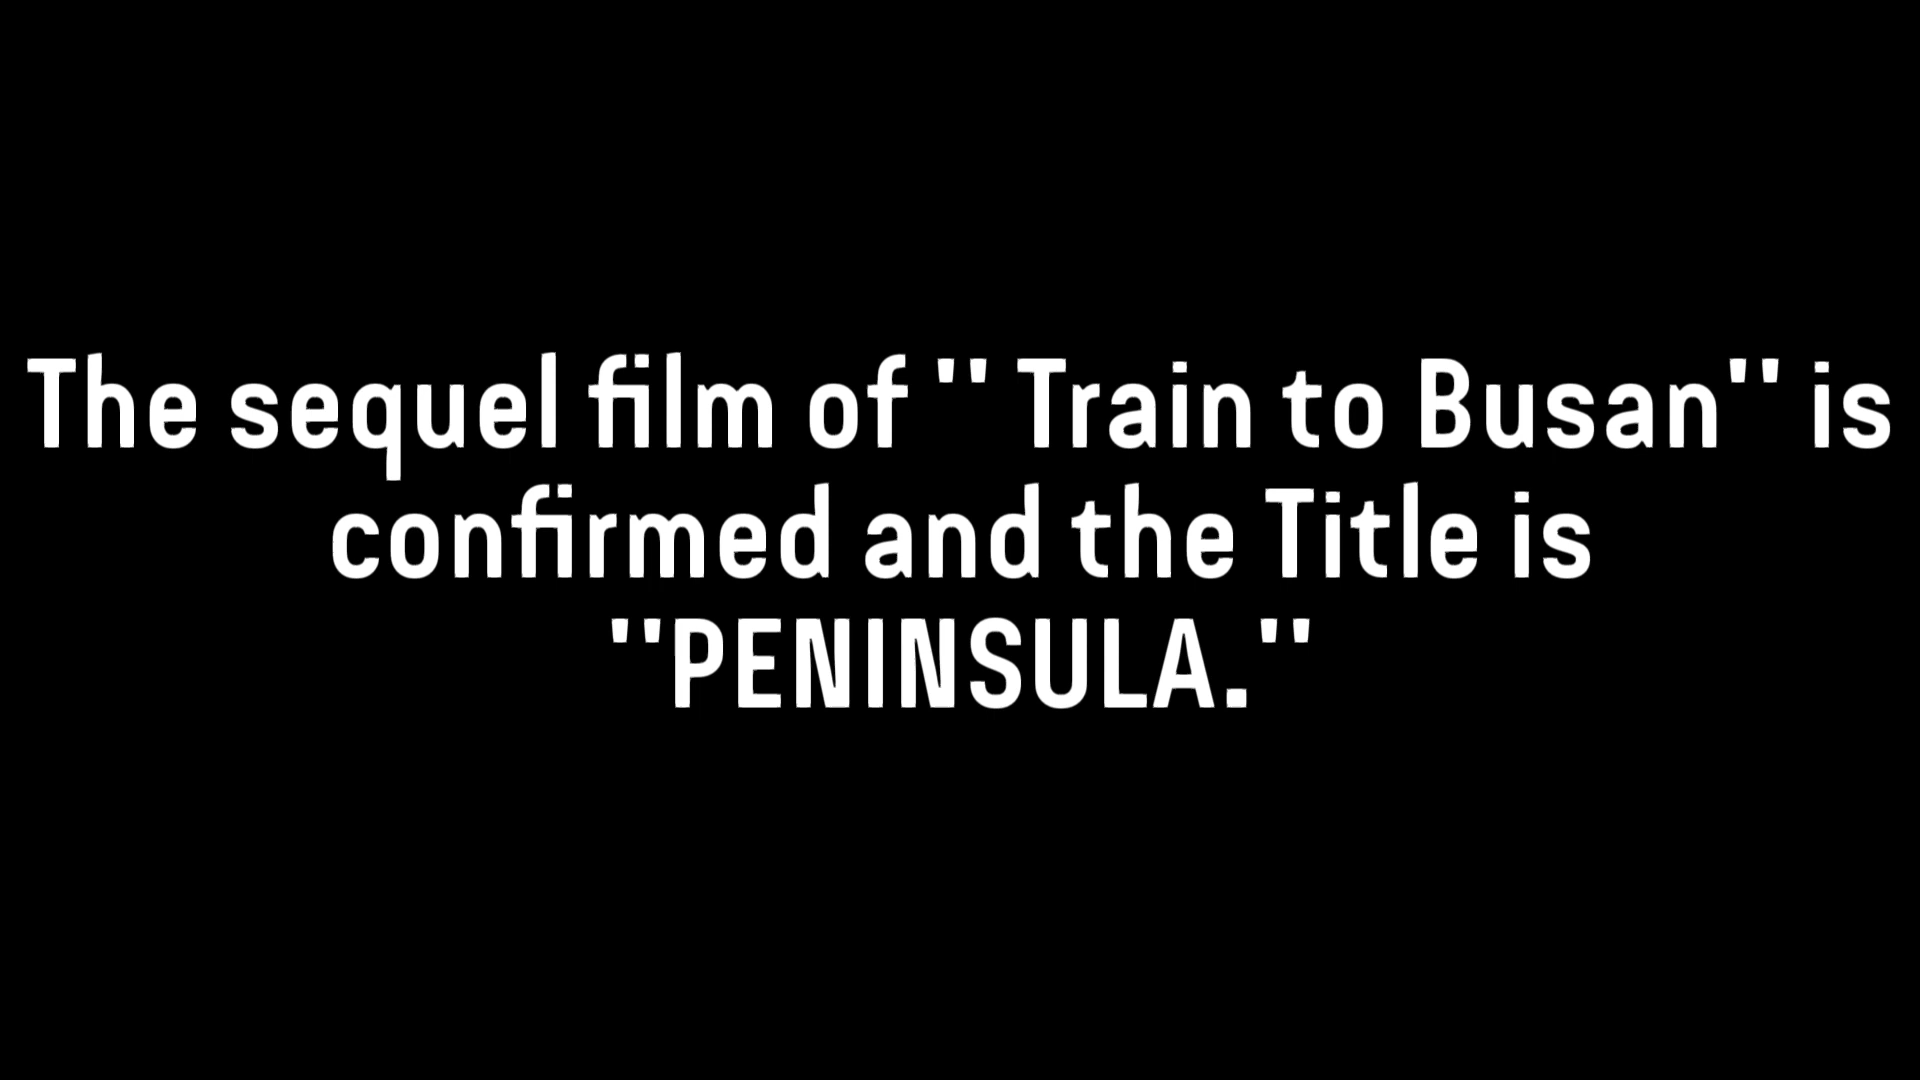 The sequel film of '' Train to Busan'' is
confirmed and the Title is
''PENINSULA.''